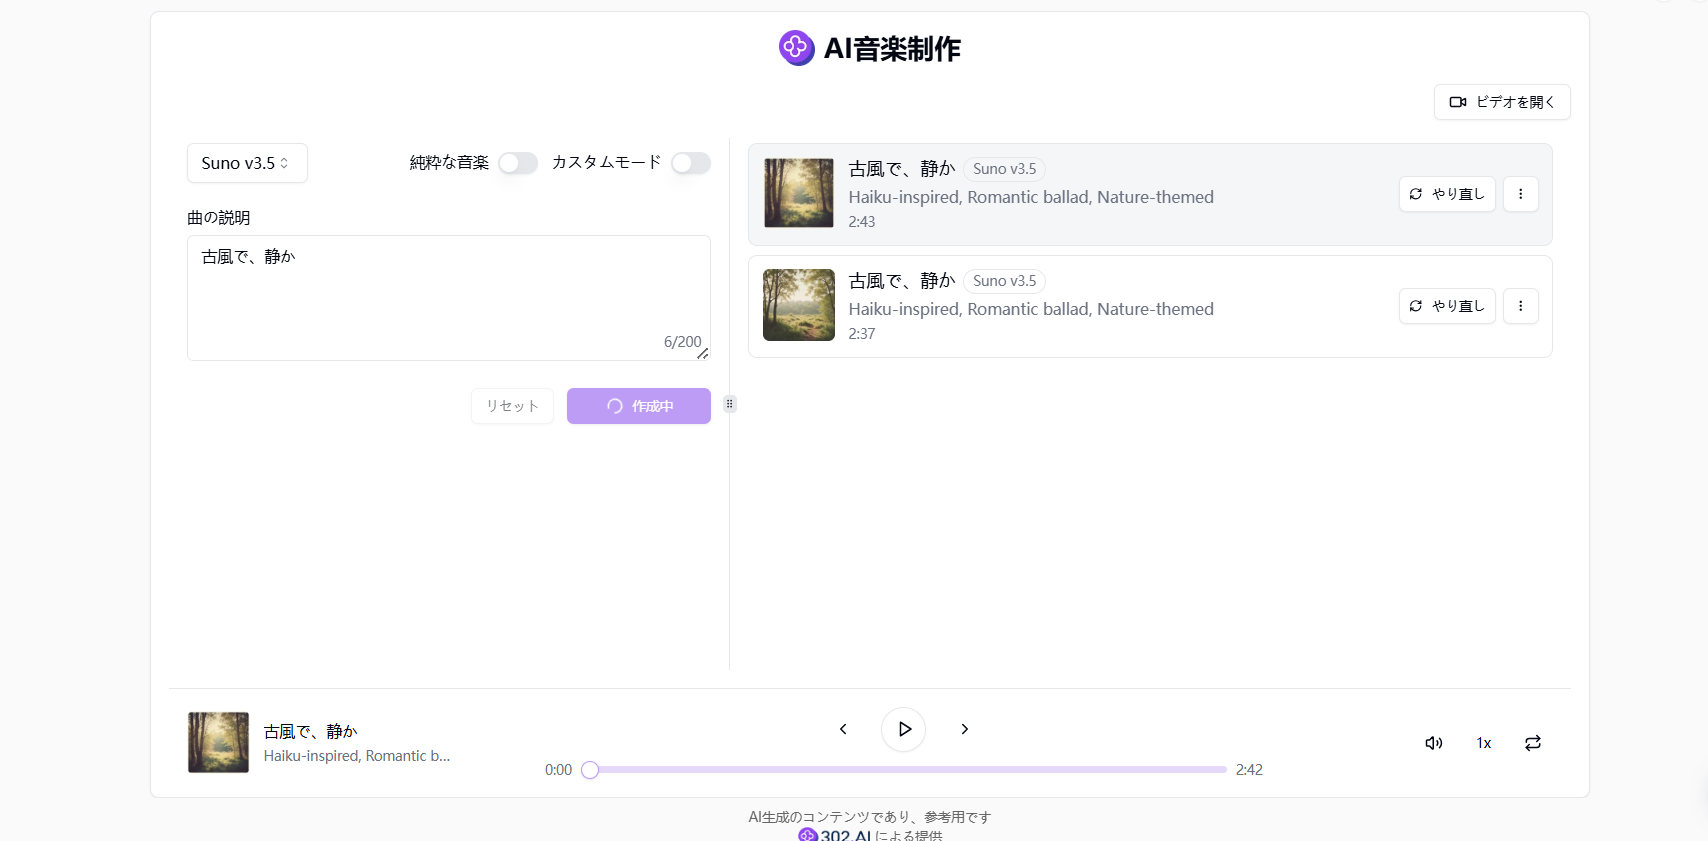 AI音楽制作
ビデオを開く
Suno v3.5
純粋な音楽
カスタムモード
曲の説明
古風で、静か
6/200
リセット
作成中
古風で、静か Suno v3.5
Haiku-inspired, Romantic ballad, Nature-themed
2:43
やり直し
古風で、静か Suno v3.5
Haiku-inspired, Romantic ballad, Nature-themed
2:37
やり直し
古風で、静か
Haiku-inspired, Romantic b...
0:00
2:42
1x
AI生成のコンテンツであり、参考用です
302.AI による提供